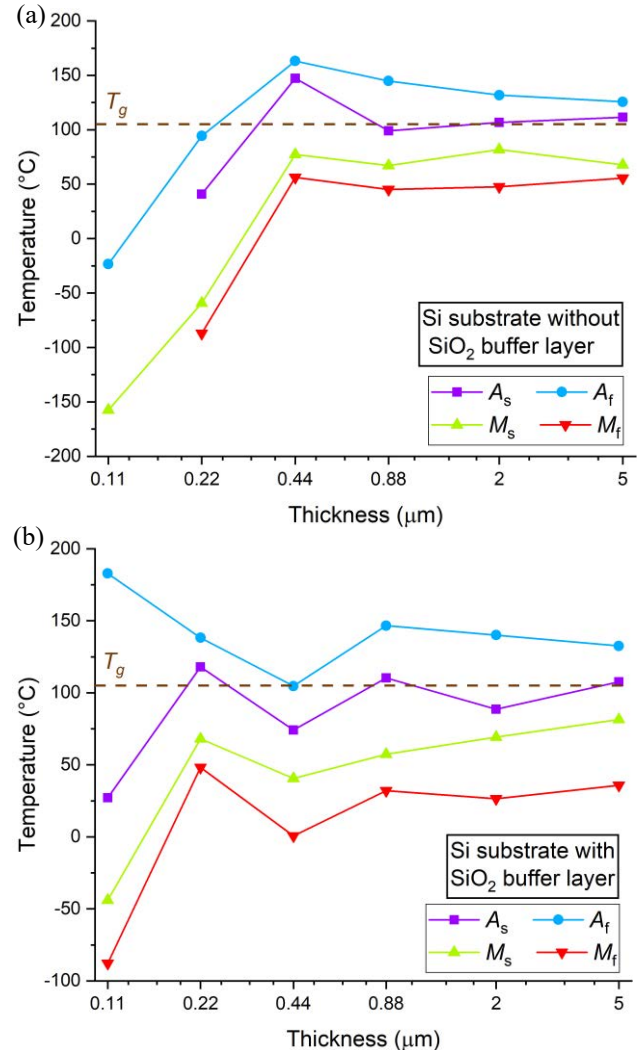 (a)
200
150
100
50
0
-50
-100
-150
-200
Temperature (°C)
Tg
Si substrate without
SiO2 buffer layer
As Af
Ms Mf
0.11 0.22 0.44 0.88 2 5
Thickness (μm)
(b)
200
150
100
50
0
-50
-100
Temperature (°C)
Tg
Si substrate with
SiO2 buffer layer
As Af
Ms Mf
0.11 0.22 0.44 0.88 2 5
Thickness (μm)